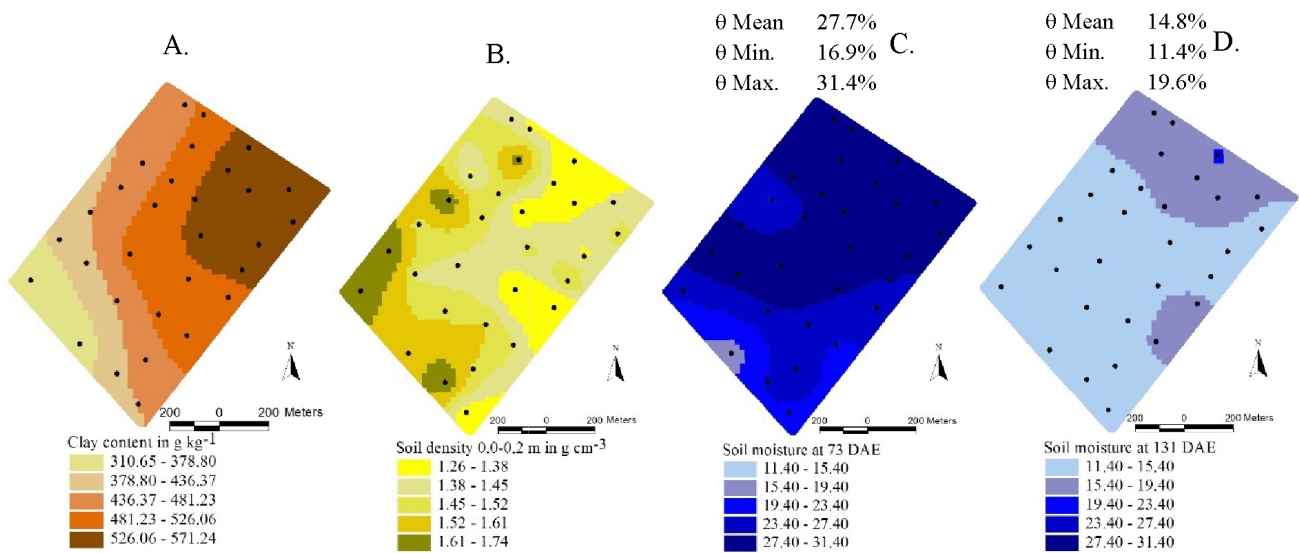 A.
B.
θ Mean 27.7%
θ Min. 16.9%
θ Max. 31.4%
C.
θ Mean 14.8%
θ Min. 11.4%
θ Max. 19.6%
D.
N
N
N
N
200 0 200 Meters
200 0 200 Meters
200 0 200 Meters
200 0 200 Meters
Clay content in g kg-1
310.65 - 378.80
378.80 - 436.37
436.37 - 481.23
481.23 - 526.06
526.06 - 571.24
Soil density 0.0-0.2 m in g cm-3
1.26 - 1.38
1.38 - 1.45
1.45 - 1.52
1.52 - 1.61
1.61 - 1.74
Soil moisture at 73 DAE
11.40 - 15.40
15.40 - 19.40
19.40 - 23.40
23.40 - 27.40
27.40 - 31.40
Soil moisture at 131 DAE
11.40 - 15.40
15.40 - 19.40
19.40 - 23.40
23.40 - 27.40
27.40 - 31.40